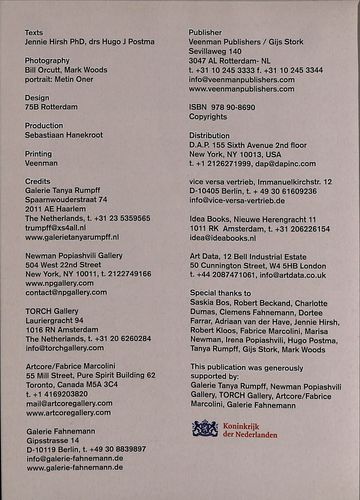 Texts
Jennie Hirsh PhD, drs Hugo J Postma
Photography
Bill Orcutt, Mark Woods
portrait: Metin Oner
Design
75B Rotterdam
Production
Sebastiaan Hanekroot
Printing
Veenman
Credits
Galerie Tanya Rumpff
Spaarnwouderstraat 74
2011 AE Haarlem
The Netherlands, t. +31 23 5359565
trumpff@xs4all.nl
www.galerietanyarumpff.nl
Newman Popiashvili Gallery
504 West 22nd Street
New York, NY 10011, t. 2122749166
www.npgallery.com
contact@npgallery.com
TORCH Gallery
Lauriergracht 94
1016 RN Amsterdam
The Netherlands, t. +31 20 6260284
info@torchgallery.com
Artcore/Fabrice Marcolini
55 Mill Street, Pure Spirit Building 62
Toronto, Canada M5A 3C4
t. +1 4169203820
mail@artcoregallery.com
www.artcoregallery.com
Galerie Fahnemann
Gipsstrasse 14
D-10119 Berlin, t. +49 30 8839897
info@galerie-fahnemann.de
www.galerie-fahnemann.de
Publisher
Veenman Publishers / Gijs Stork
Sevillaweg 140
3047 AL Rotterdam- NL
t. +31 10 245 3333 f. +31 10 245 3344
info@veenmanpublishers.com
www.veenmanpublishers.com
ISBN 978 90-8690
Copyrights
Distribution
D.A.P. 155 Sixth Avenue 2nd floor
New York, NY 10013, USA
t. +1 2126271999, dap@dapinc.com
vice versa vertrieb, Immanuelkirchstr. 12
D-10405 Berlin, t. + 49 30 61609236
info@vice-versa-vertrieb.de
Idea Books, Nieuwe Herengracht 11
1011 RK Amsterdam, t. +31 206226154
idea@ideabooks.nl
Art Data, 12 Bell Industrial Estate
50 Cunnington Street, W4 5HB London
t. +44 2087471061, info@artdata.co.uk
Special thanks to
Saskia Bos, Robert Beckand, Charlotte
Dumas, Clemens Fahnemann, Dortee
Farrar, Adriaan van der Have, Jennie Hirsh,
Robert Kloos, Fabrice Marcolini, Marisa
Newman, Irena Popiashvili, Hugo Postma,
Tanya Rumpff, Gijs Stork, Mark Woods
This publication was generously
supported by:
Galerie Tanya Rumpff, Newman Popiashvili
Gallery, TORCH Gallery, Artcore/Fabrice
Marcolini, Galerie Fahnemann
Koninkrijk
der Nederlanden